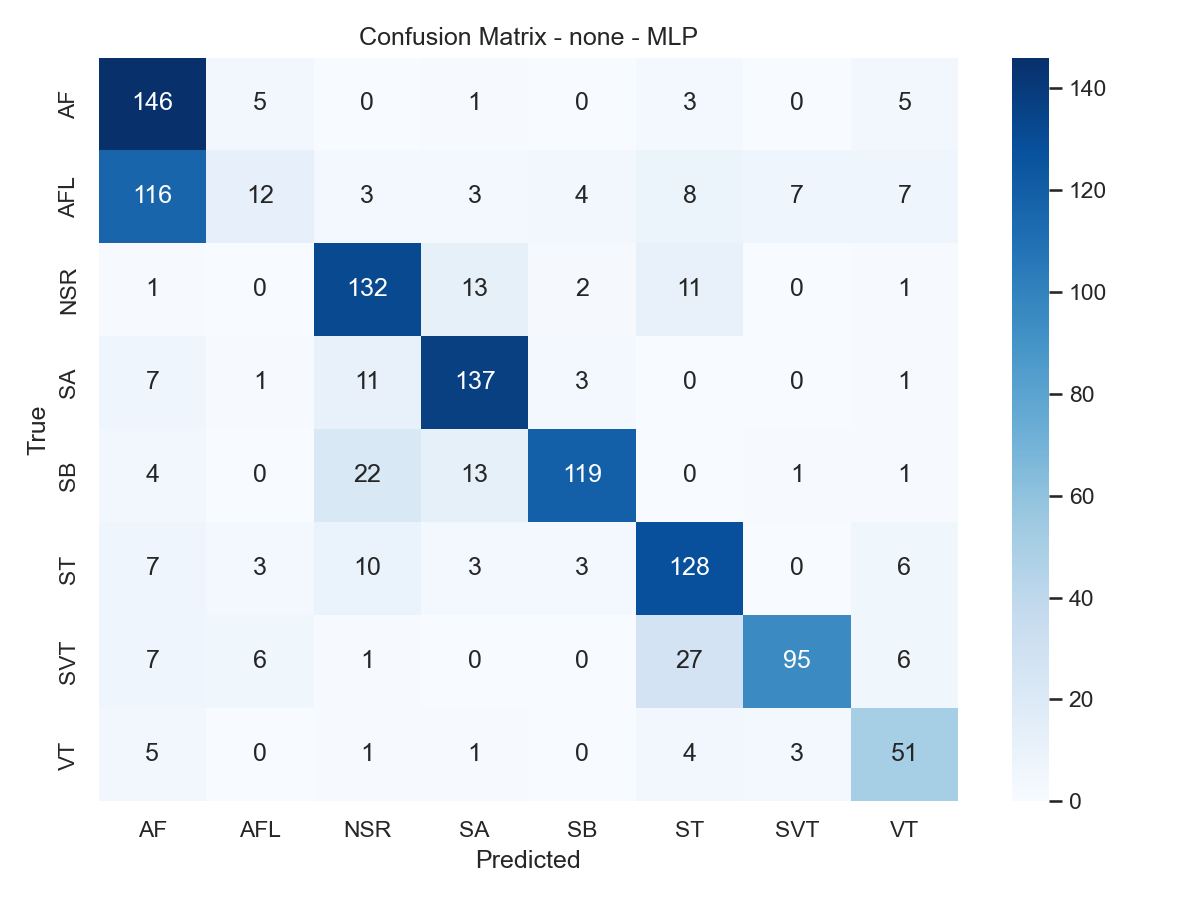 Confusion Matrix - none - MLP
AF 146 5 0 1 0 3 0 5
AFL 116 12 3 3 4 8 7 7
NSR 1 0 132 13 2 11 0 1
SA 7 1 11 137 3 0 0 1
SB 4 0 22 13 119 0 1 1
ST 7 3 10 3 3 128 0 6
SVT 7 6 1 0 0 27 95 6
VT 5 0 1 1 0 4 3 51
AF AFL NSR SA SB ST SVT VT
Predicted
True
140
120
100
80
60
40
20
0